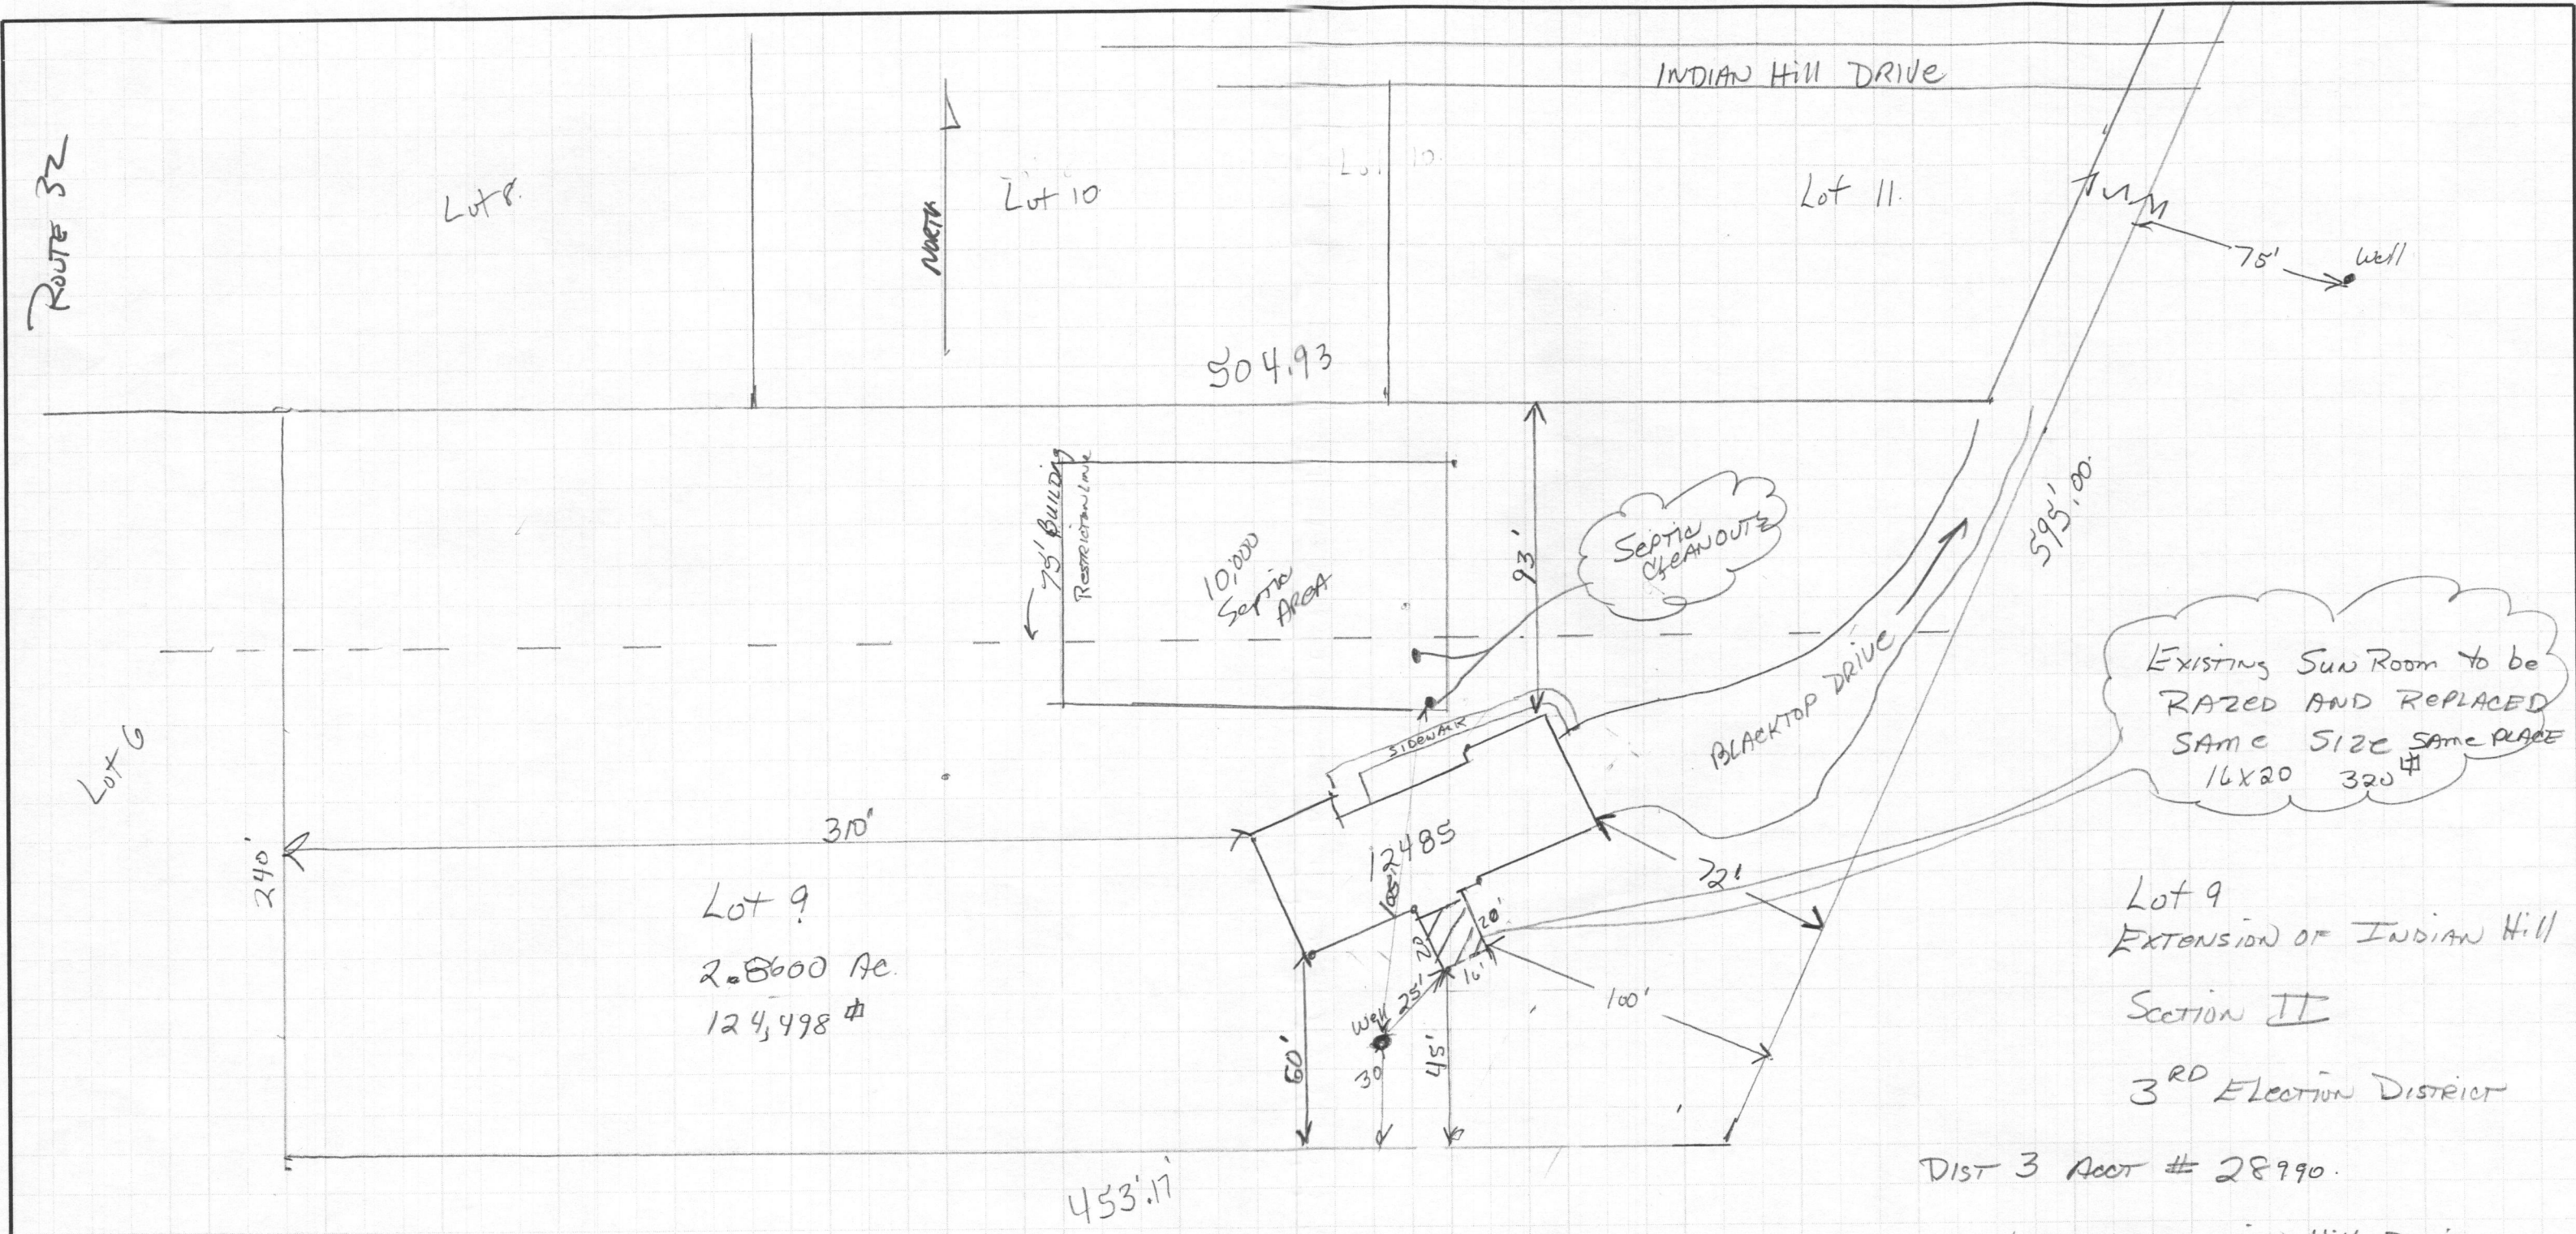 INDIAN Hill DRIVE
ROUTE 32
Lot 8.
NORTH
Lot 10
Lot 10.
Lot 11.
75'
Well
504.93
75' BUILDING
RESTRICTION LINE
10,000
Septic
AREA
93'
SEPTIC
CLEANOUTS
595'.00
BLACKTOP DRIVE
SIDEWALK
EXISTING SUN ROOM to be
RAZED AND REPLACED
SAME SIZE SAME PLACE
16X20 320
Lot 6
240'
310'
12485
72'
Lot 9
2.8600 Ac.
124,498
20'
20'
16'
25'
Well
100'
60'
30
45'
Lot 9
EXTENSION OF INDIAN Hill
SECTION II
3RD ELECTION DISTRICT
DIST 3 ACCT # 28990.
453'.17'